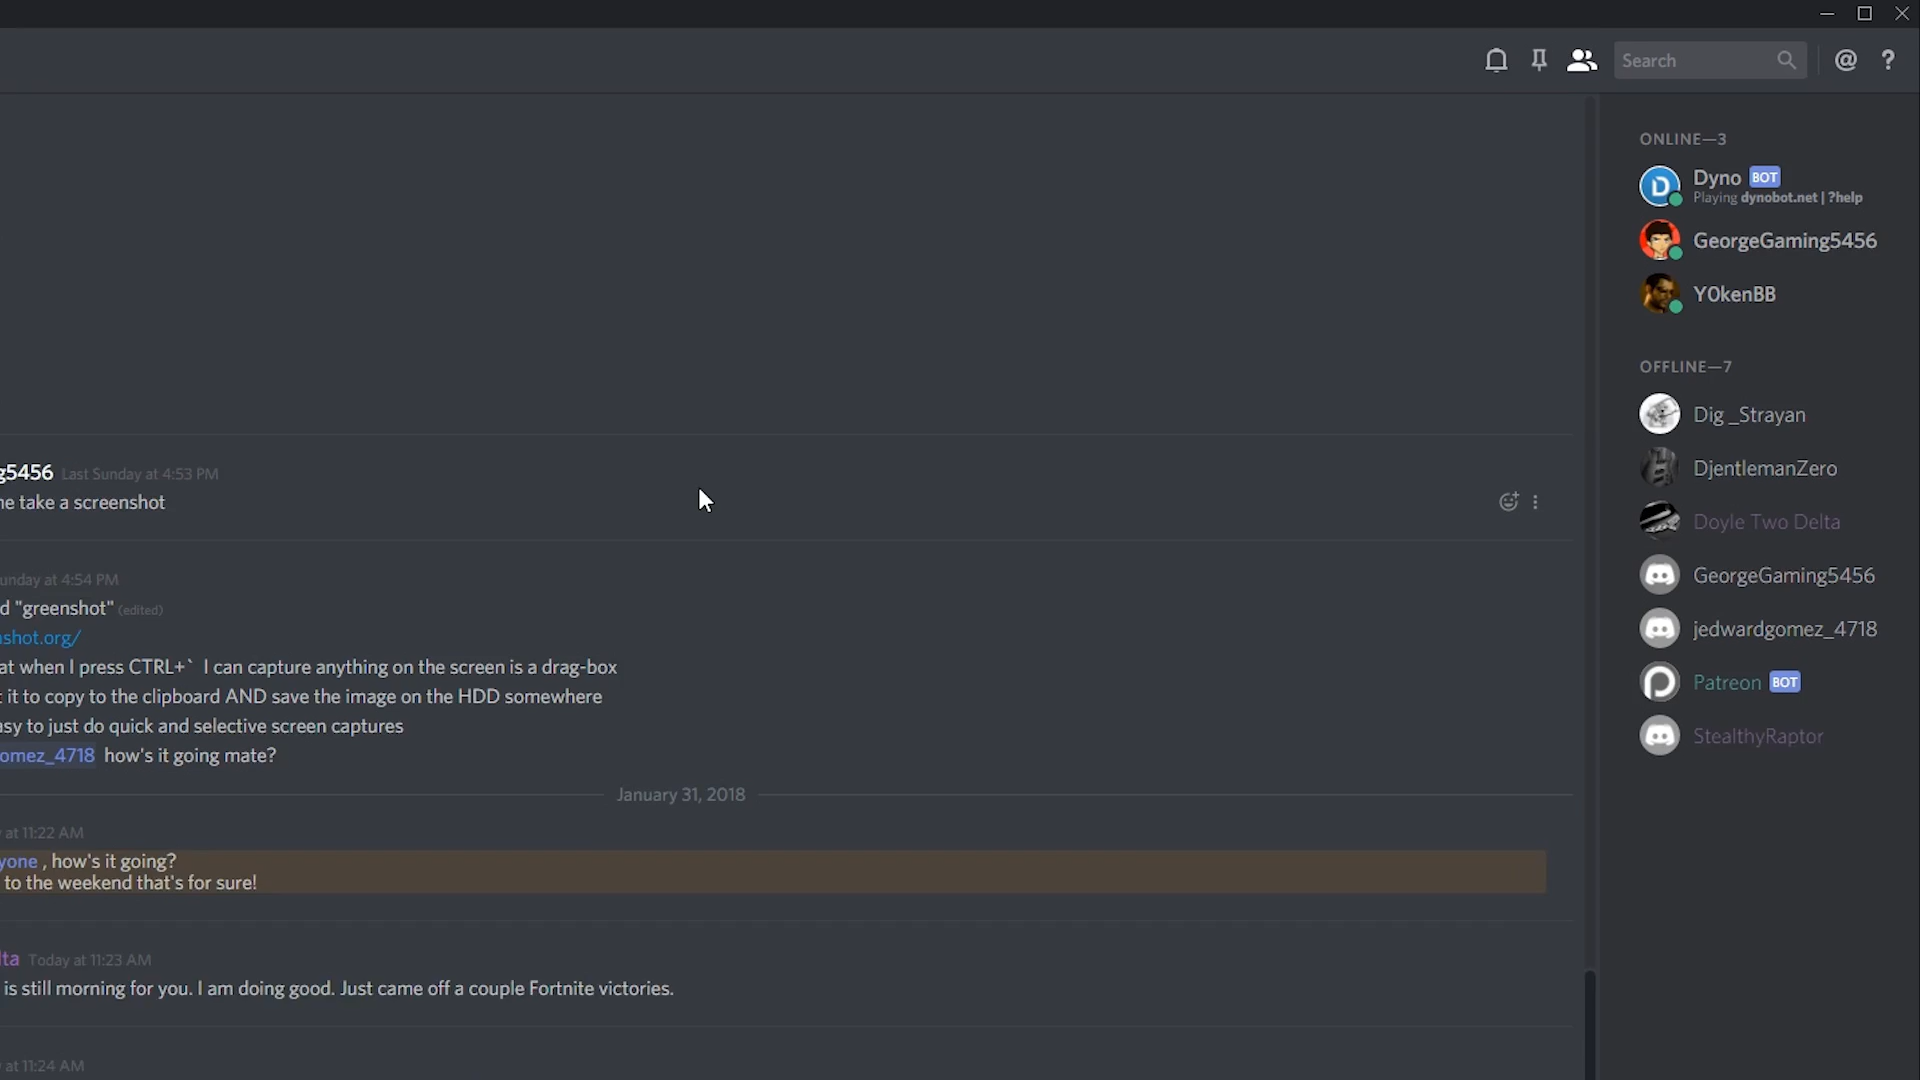 Search
@ ?
g5456 Last Sunday at 4:53 PM
ne take a screenshot
unday at 4:54 PM
d "greenshot" (edited)
nshot.org/
at when I press CTRL+` I can capture anything on the screen is a drag-box
it to copy to the clipboard AND save the image on the HDD somewhere
asy to just do quick and selective screen captures
omez_4718 how's it going mate?
January 31, 2018
at 11:22 AM
yone , how's it going?
to the weekend that's for sure!
lta Today at 11:23 AM
is still morning for you. I am doing good. Just came off a couple Fortnite victories.
at 11:24 AM
ONLINE—3
Dyno BOT
Playing dynobot.net | ?help
GeorgeGaming5456
Y0kenBB
OFFLINE—7
Dig_Strayan
DjentlemanZero
Doyle Two Delta
GeorgeGaming5456
jedwardgomez_4718
Patreon BOT
StealthyRaptor